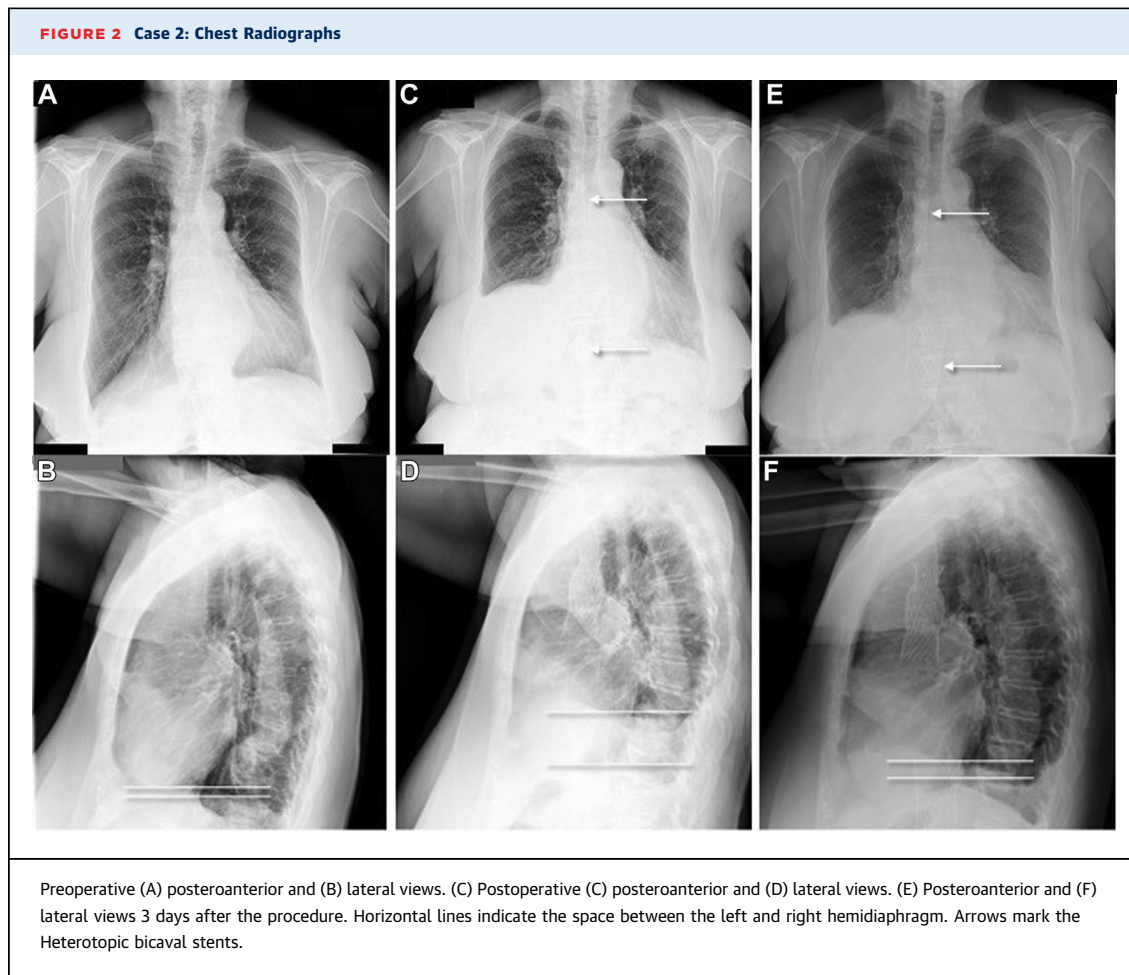 FIGURE 2 Case 2: Chest Radiographs
A
C
E
B
D
F
Preoperative (A) posteroanterior and (B) lateral views. (C) Postoperative (C) posteroanterior and (D) lateral views. (E) Posteroanterior and (F)
lateral views 3 days after the procedure. Horizontal lines indicate the space between the left and right hemidiaphragm. Arrows mark the
Heterotopic bicaval stents.